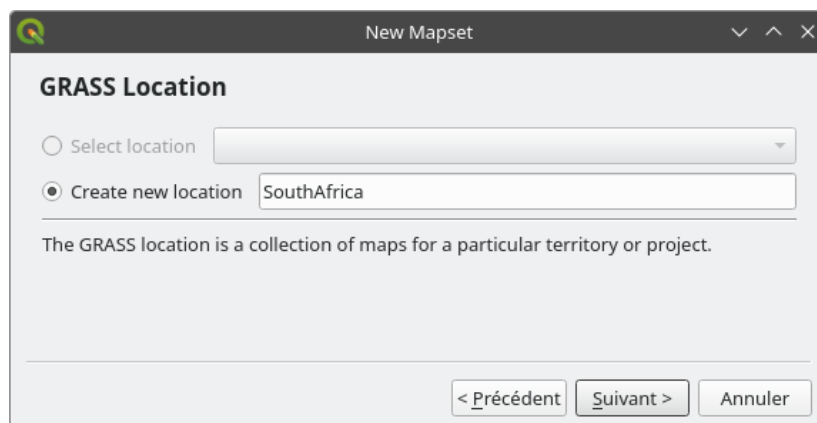 New Mapset
GRASS Location
Select location
Create new location SouthAfrica
The GRASS location is a collection of maps for a particular territory or project.
< Précédent Suivant > Annuler